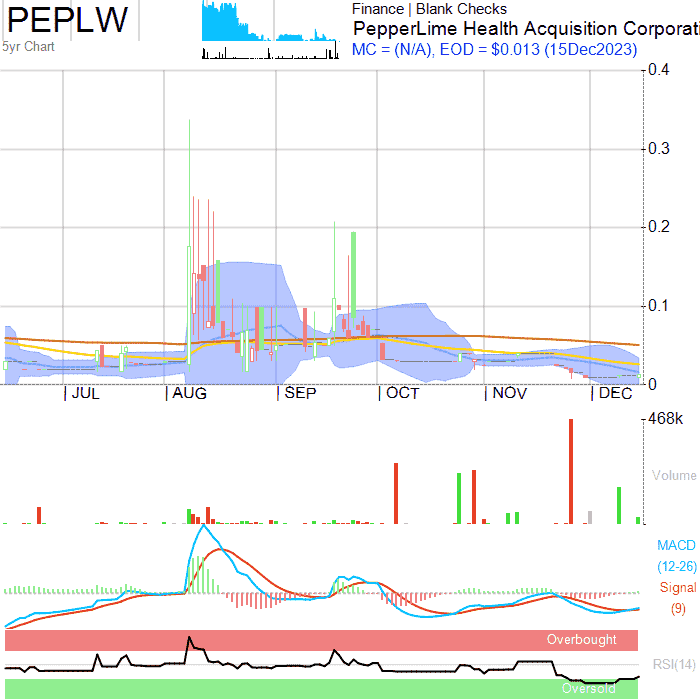 PEPLW
5yr Chart
Finance | Blank Checks
PepperLime Health Acquisition Corporati
MC = (N/A), EOD = $0.013 (15Dec2023)
0.4
0.3
0.2
0.1
0
JUL AUG SEP OCT NOV DEC
468k
Volume
MACD
(12-26)
Signal
(9)
Overbought
RSI(14)
Oversold